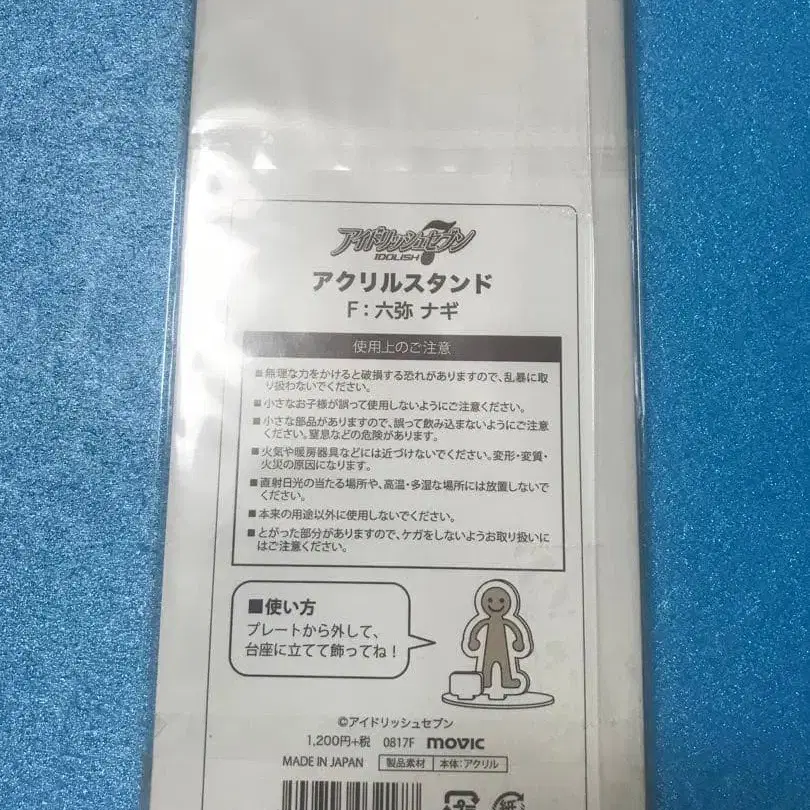 アイドリッシュセブン
IDOLISH7
アクリルスタンド
F：六弥 ナギ
使用上のご注意
■無理な力をかけると破損する恐れがありますので、乱暴に取
り扱わないでください。
■小さなお子様が誤って使用しないようにご注意ください。
■小さな部品がありますので、誤って飲み込まないようにご注意
ください。窒息などの危険があります。
■火気や暖房器具などには近づけないでください。変形・変質・
火災の原因になります。
■直射日光の当たる場所や、高温・多湿な場所には放置しないで
ください。
■本来の用途以外に使用しないでください。
■とがった部分がありますので、ケガをしないようお取り扱いに
はご注意ください。
■使い方
プレートから外して、
台座に立てて飾ってね！
©アイドリッシュセブン
1,200円+税 0817F movic
MADE IN JAPAN 製品素材 本体：アクリル
プラ 紙